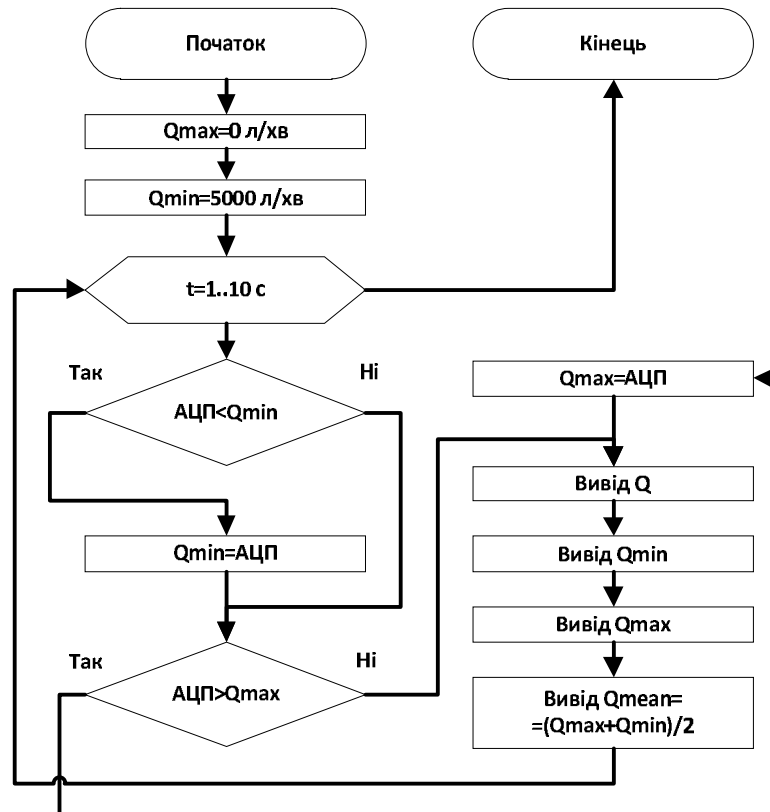 Початок
Кінець
Qmax=0 л/хв
Qmin=5000 л/хв
t=1..10 с
Так
Ні
АЦП<Qmin
Qmin=АЦП
Так
Ні
АЦП>Qmax
Qmax=АЦП
Вивід Q
Вивід Qmin
Вивід Qmax
Вивід Qmean=
=(Qmax+Qmin)/2